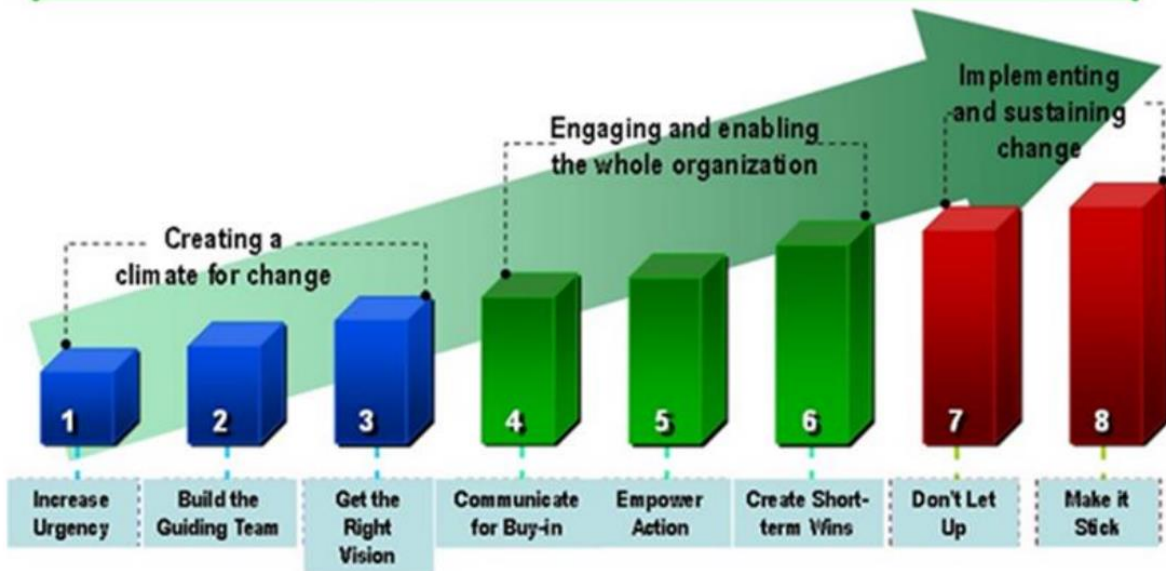 Implementing
and sustaining
change
Engaging and enabling
the whole organization
Creating a
climate for change
1
2
3
4
5
6
7
8
Increase
Urgency
Build the
Guiding Team
Get the
Right
Vision
Communicate
for Buy-in
Empower
Action
Create Short-
term Wins
Don't Let
Up
Make it
Stick